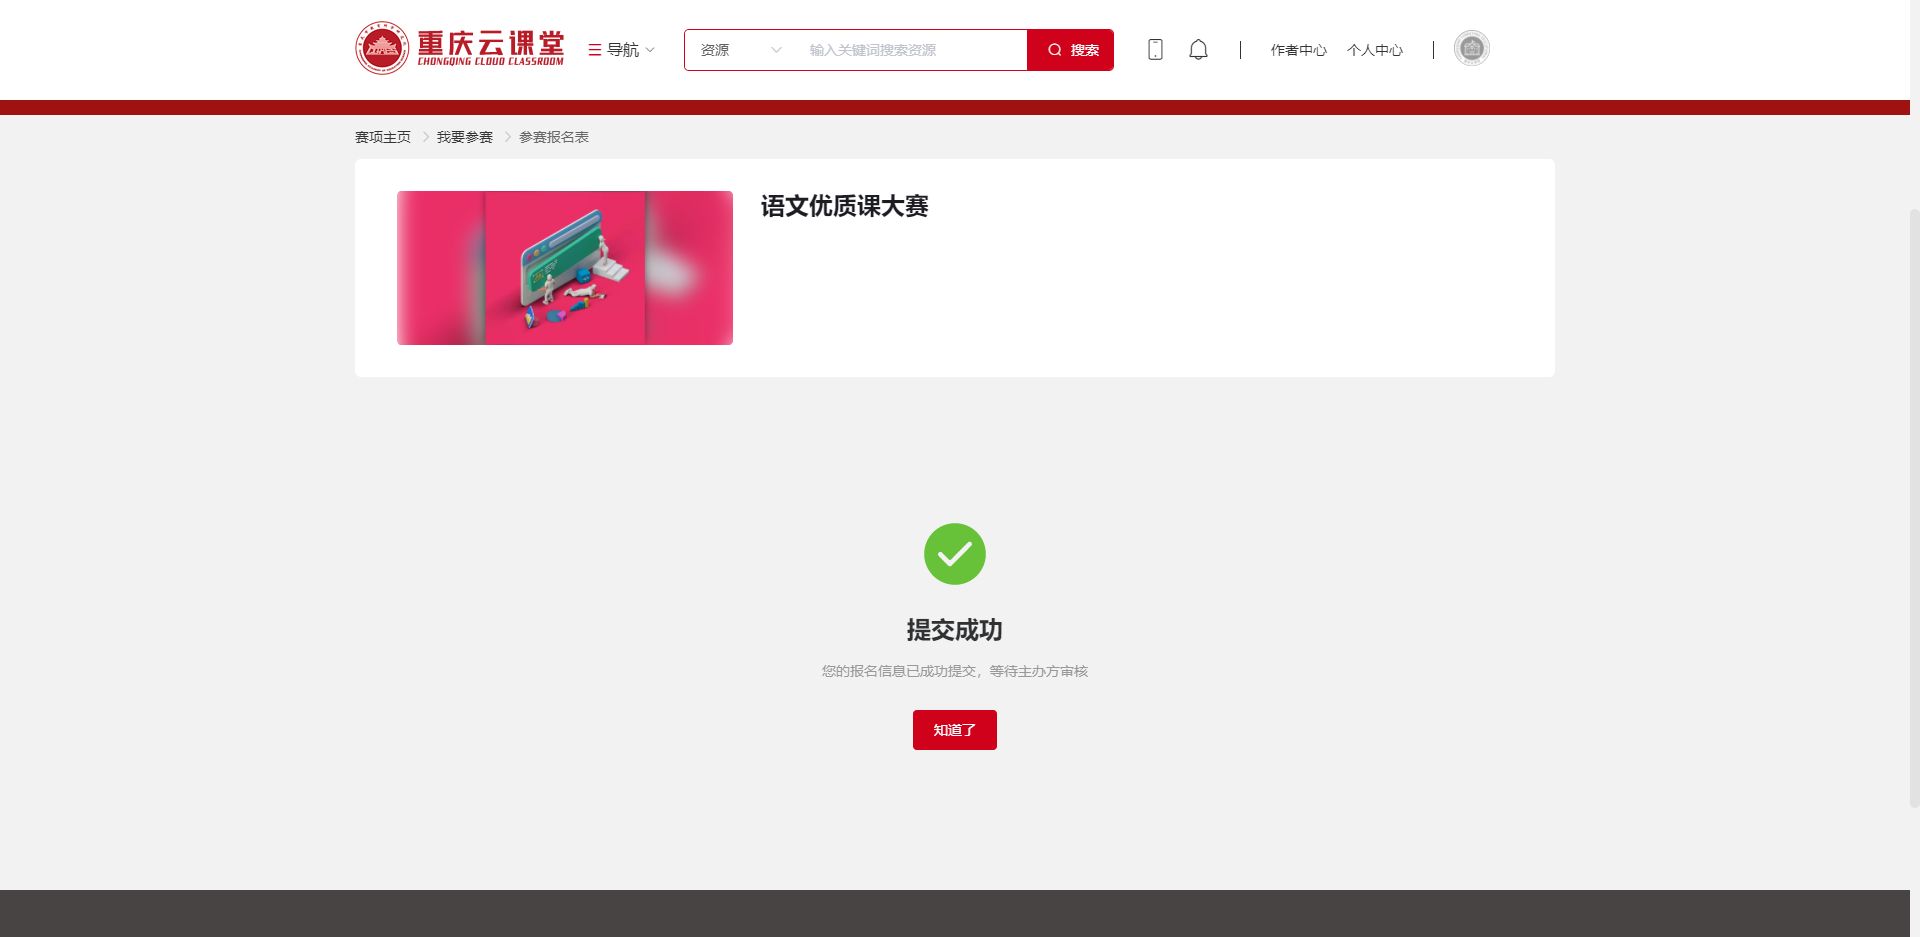 重庆云课堂
CHONGQING CLOUD CLASSROOM
导航
资源
输入关键词搜索资源
搜索
作者中心
个人中心
赛项主页
我要参赛
参赛报名表
语文优质课大赛
提交成功
您的报名信息已成功提交，等待主办方审核
知道了